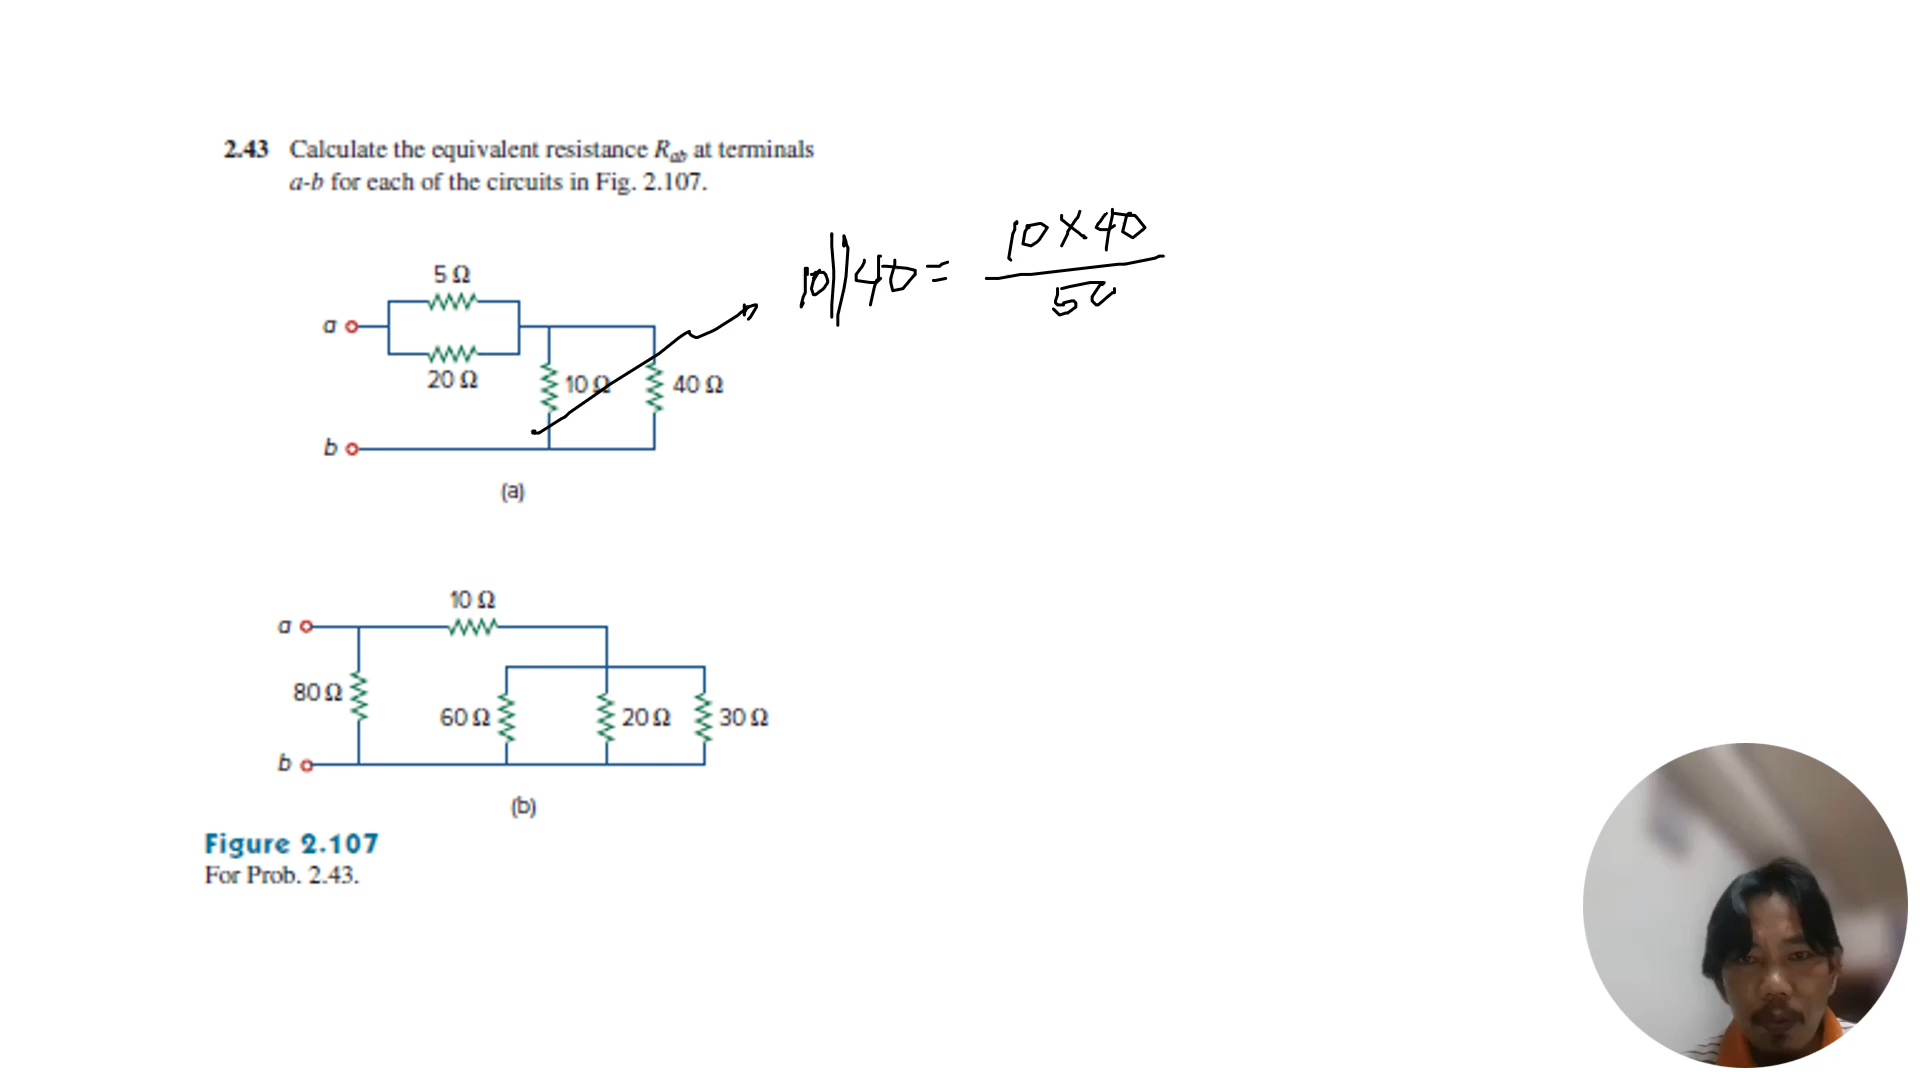 2.43 Calculate the equivalent resistance Rab at terminals
a-b for each of the circuits in Fig. 2.107.
10||40 = 10 × 40
50
5 Ω
a
20 Ω
10 Ω
40 Ω
b
(a)
10 Ω
a
80 Ω
60 Ω
20 Ω
30 Ω
b
(b)
Figure 2.107
For Prob. 2.43.